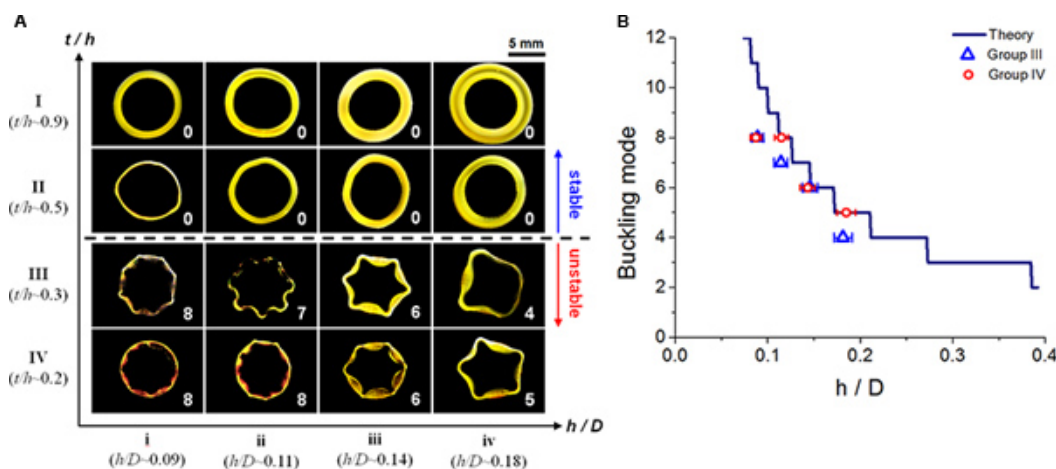 A
t/h
5 mm
I
(t/h~0.9)
0
0
0
0
II
(t/h~0.5)
0
0
0
0
stable
III
(t/h~0.3)
8
7
6
4
unstable
IV
(t/h~0.2)
8
8
6
5
h/D
i
(h/D~0.09)
ii
(h/D~0.11)
iii
(h/D~0.14)
iv
(h/D~0.18)
B
Theory
Group III
Group IV
Buckling mode
12
10
8
6
4
2
0
0.0
0.1
0.2
0.3
0.4
h / D